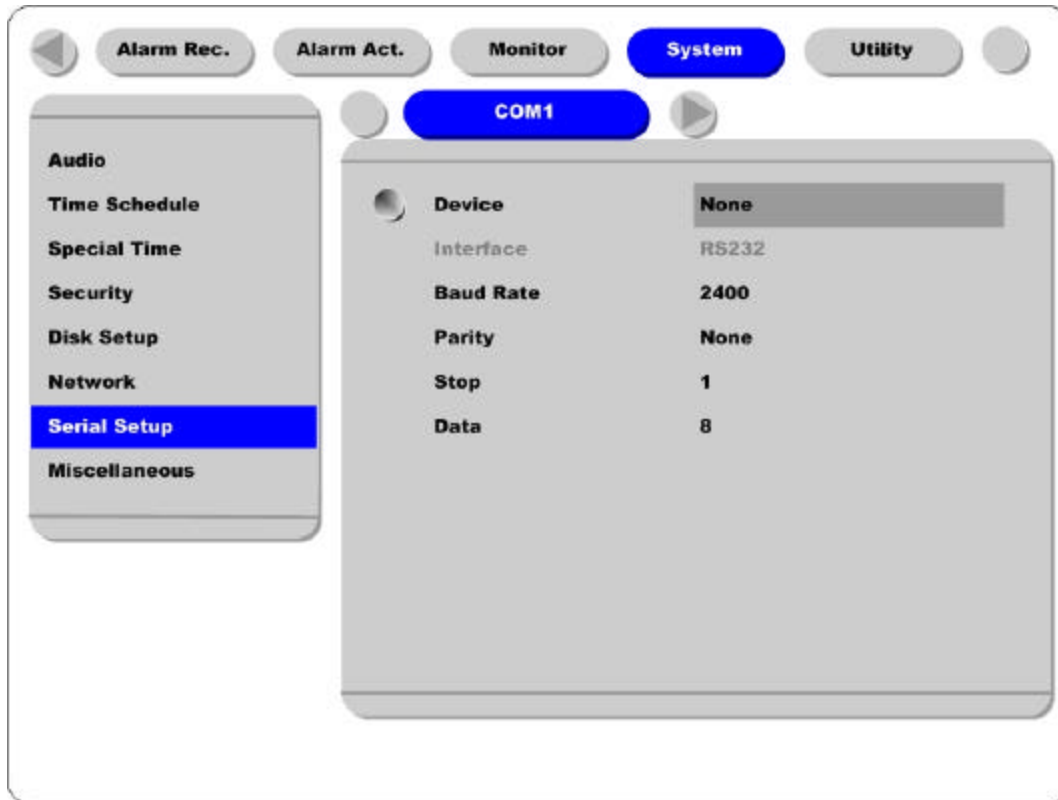 Alarm Rec. Alarm Act. Monitor System Utility
COM1
Audio
Time Schedule
Special Time
Security
Disk Setup
Network
Serial Setup
Miscellaneous
Device None
Interface RS232
Baud Rate 2400
Parity None
Stop 1
Data 8